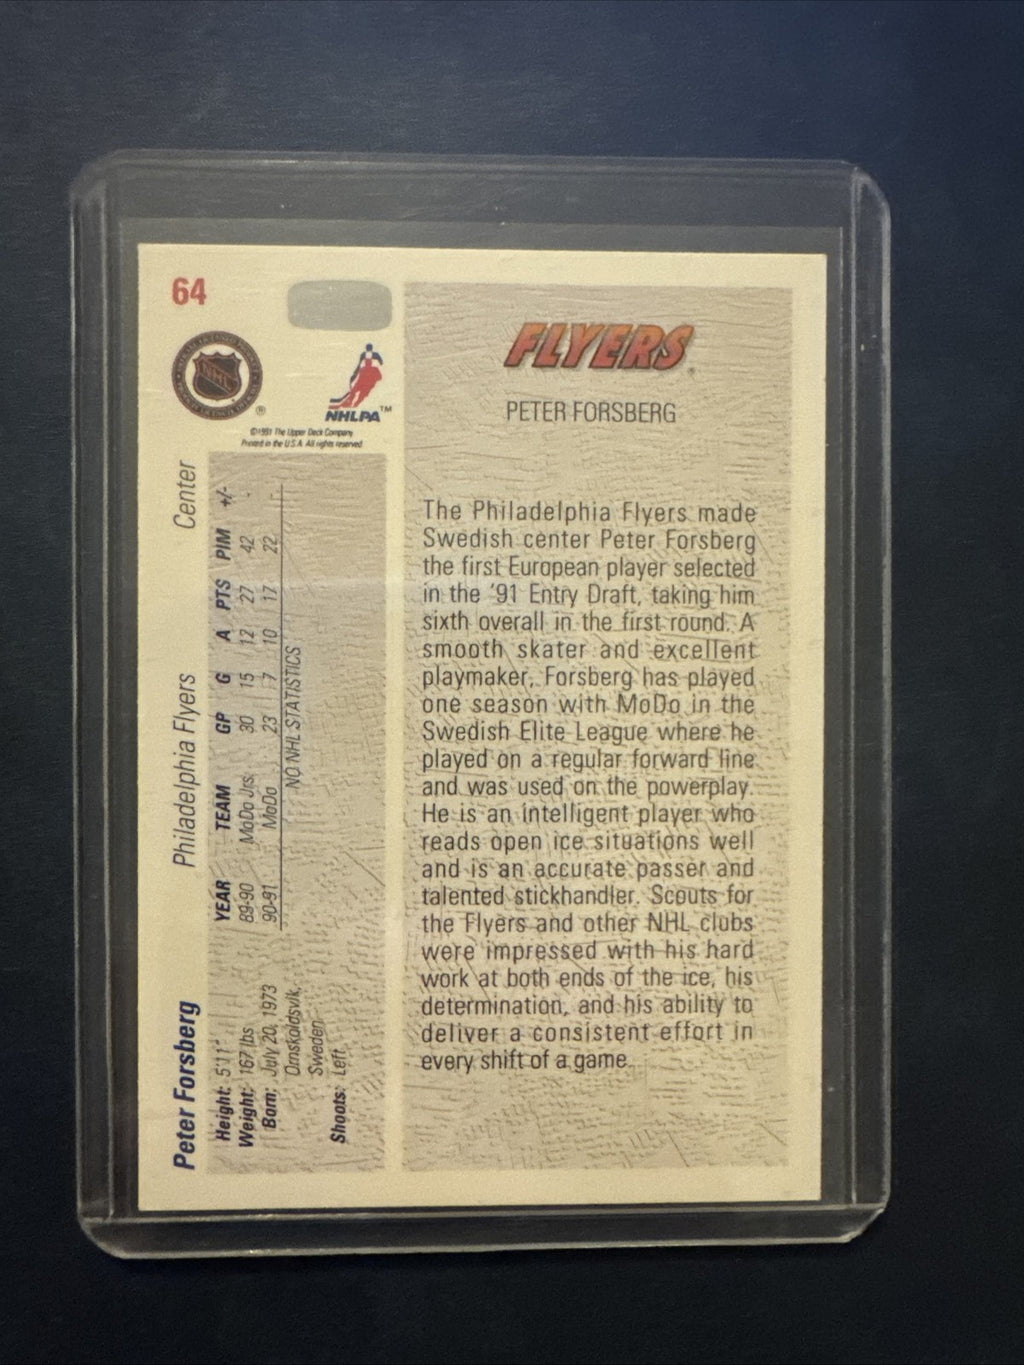 64
NHL
®
NHLPA™
©1991 The Upper Deck Company
Printed in the U.S.A. All rights reserved
FLYERS®
PETER FORSBERG
The Philadelphia Flyers made
Swedish center Peter Forsberg
the first European player selected
in the '91 Entry Draft, taking him
sixth overall in the first round. A
smooth skater and excellent
playmaker, Forsberg has played
one season with MoDo in the
Swedish Elite League where he
played on a regular forward line
and was used on the powerplay.
He is an intelligent player who
reads open ice situations well
and is an accurate passer and
talented stickhandler. Scouts for
the Flyers and other NHL clubs
were impressed with his hard
work at both ends of the ice, his
determination, and his ability to
deliver a consistent effort in
every shift of a game.
Peter Forsberg Philadelphia Flyers Center
Height: 5'11"
Weight: 167 lbs
Born: July 20, 1973
Ornskoldsvik,
Sweden
Shoots: Left
YEAR TEAM GP G A PTS PIM +/-
89-90 MoDo Jrs. 30 15 12 27 42 -
90-91 MoDo 23 7 10 17 22
NO NHL STATISTICS